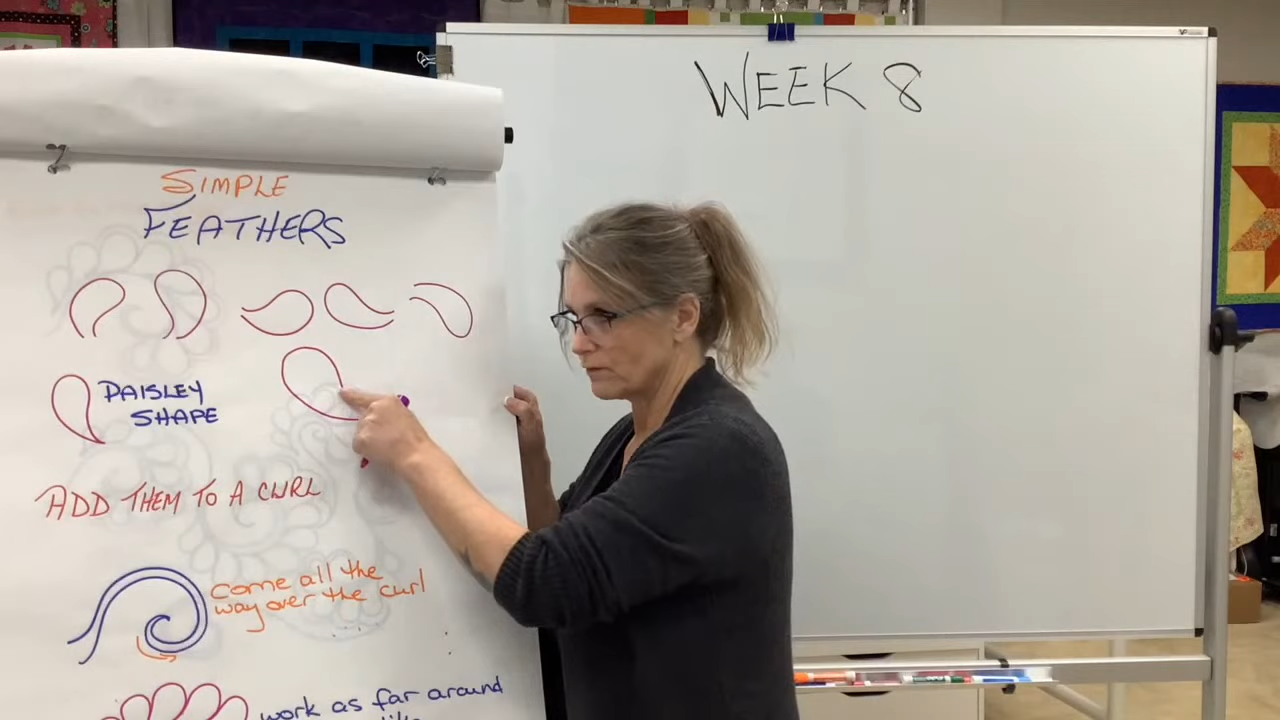 WEEK 8
SIMPLE
FEATHERS
PAISLEY
SHAPE
ADD THEM TO A CURL
Come all the
way over the curl
work as far around